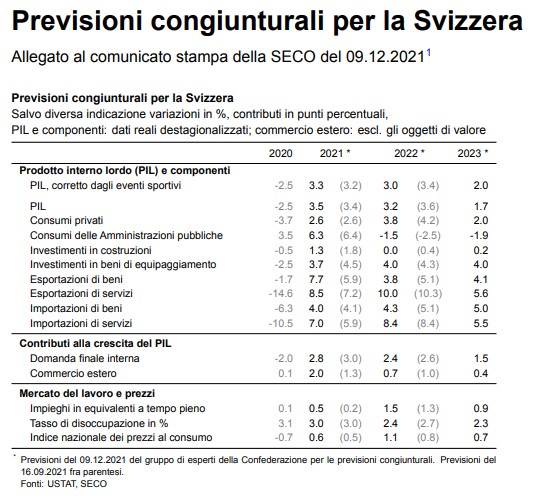 Previsioni congiunturali per la Svizzera
Allegato al comunicato stampa della SECO del 09.12.2021¹
Previsioni congiunturali per la Svizzera
Salvo diversa indicazione variazioni in %, contributi in punti percentuali,
PIL e componenti: dati reali destagionalizzati; commercio estero: escl. gli oggetti di valore
2020 2021 * 2022 * 2023 *
Prodotto interno lordo (PIL) e componenti
PIL, corretto dagli eventi sportivi -2.5 3.3 (3.2) 3.0 (3.4) 2.0
PIL -2.5 3.5 (3.4) 3.2 (3.6) 1.7
Consumi privati -3.7 2.6 (2.6) 3.8 (4.2) 2.0
Consumi delle Amministrazioni pubbliche 3.5 6.3 (6.4) -1.5 (-2.5) -1.9
Investimenti in costruzioni -0.5 1.3 (1.8) 0.0 (0.4) 0.2
Investimenti in beni di equipaggiamento -2.5 3.7 (4.5) 4.0 (4.3) 4.0
Esportazioni di beni -1.7 7.7 (5.9) 3.8 (5.1) 4.1
Esportazioni di servizi -14.6 8.5 (7.2) 10.0 (10.3) 5.6
Importazioni di beni -6.3 4.0 (4.1) 4.3 (5.1) 5.0
Importazioni di servizi -10.5 7.0 (5.9) 8.4 (8.4) 5.5
Contributi alla crescita del PIL
Domanda finale interna -2.0 2.8 (3.0) 2.4 (2.6) 1.5
Commercio estero 0.1 2.0 (1.3) 0.7 (1.0) 0.4
Mercato del lavoro e prezzi
Impieghi in equivalenti a tempo pieno 0.1 0.5 (0.2) 1.5 (1.3) 0.9
Tasso di disoccupazione in % 3.1 3.0 (3.0) 2.4 (2.7) 2.3
Indice nazionale dei prezzi al consumo -0.7 0.6 (0.5) 1.1 (0.8) 0.7
* Previsioni del 09.12.2021 del gruppo di esperti della Confederazione per le previsioni congiunturali. Previsioni del
16.09.2021 fra parentesi.
Fonti: USTAT, SECO